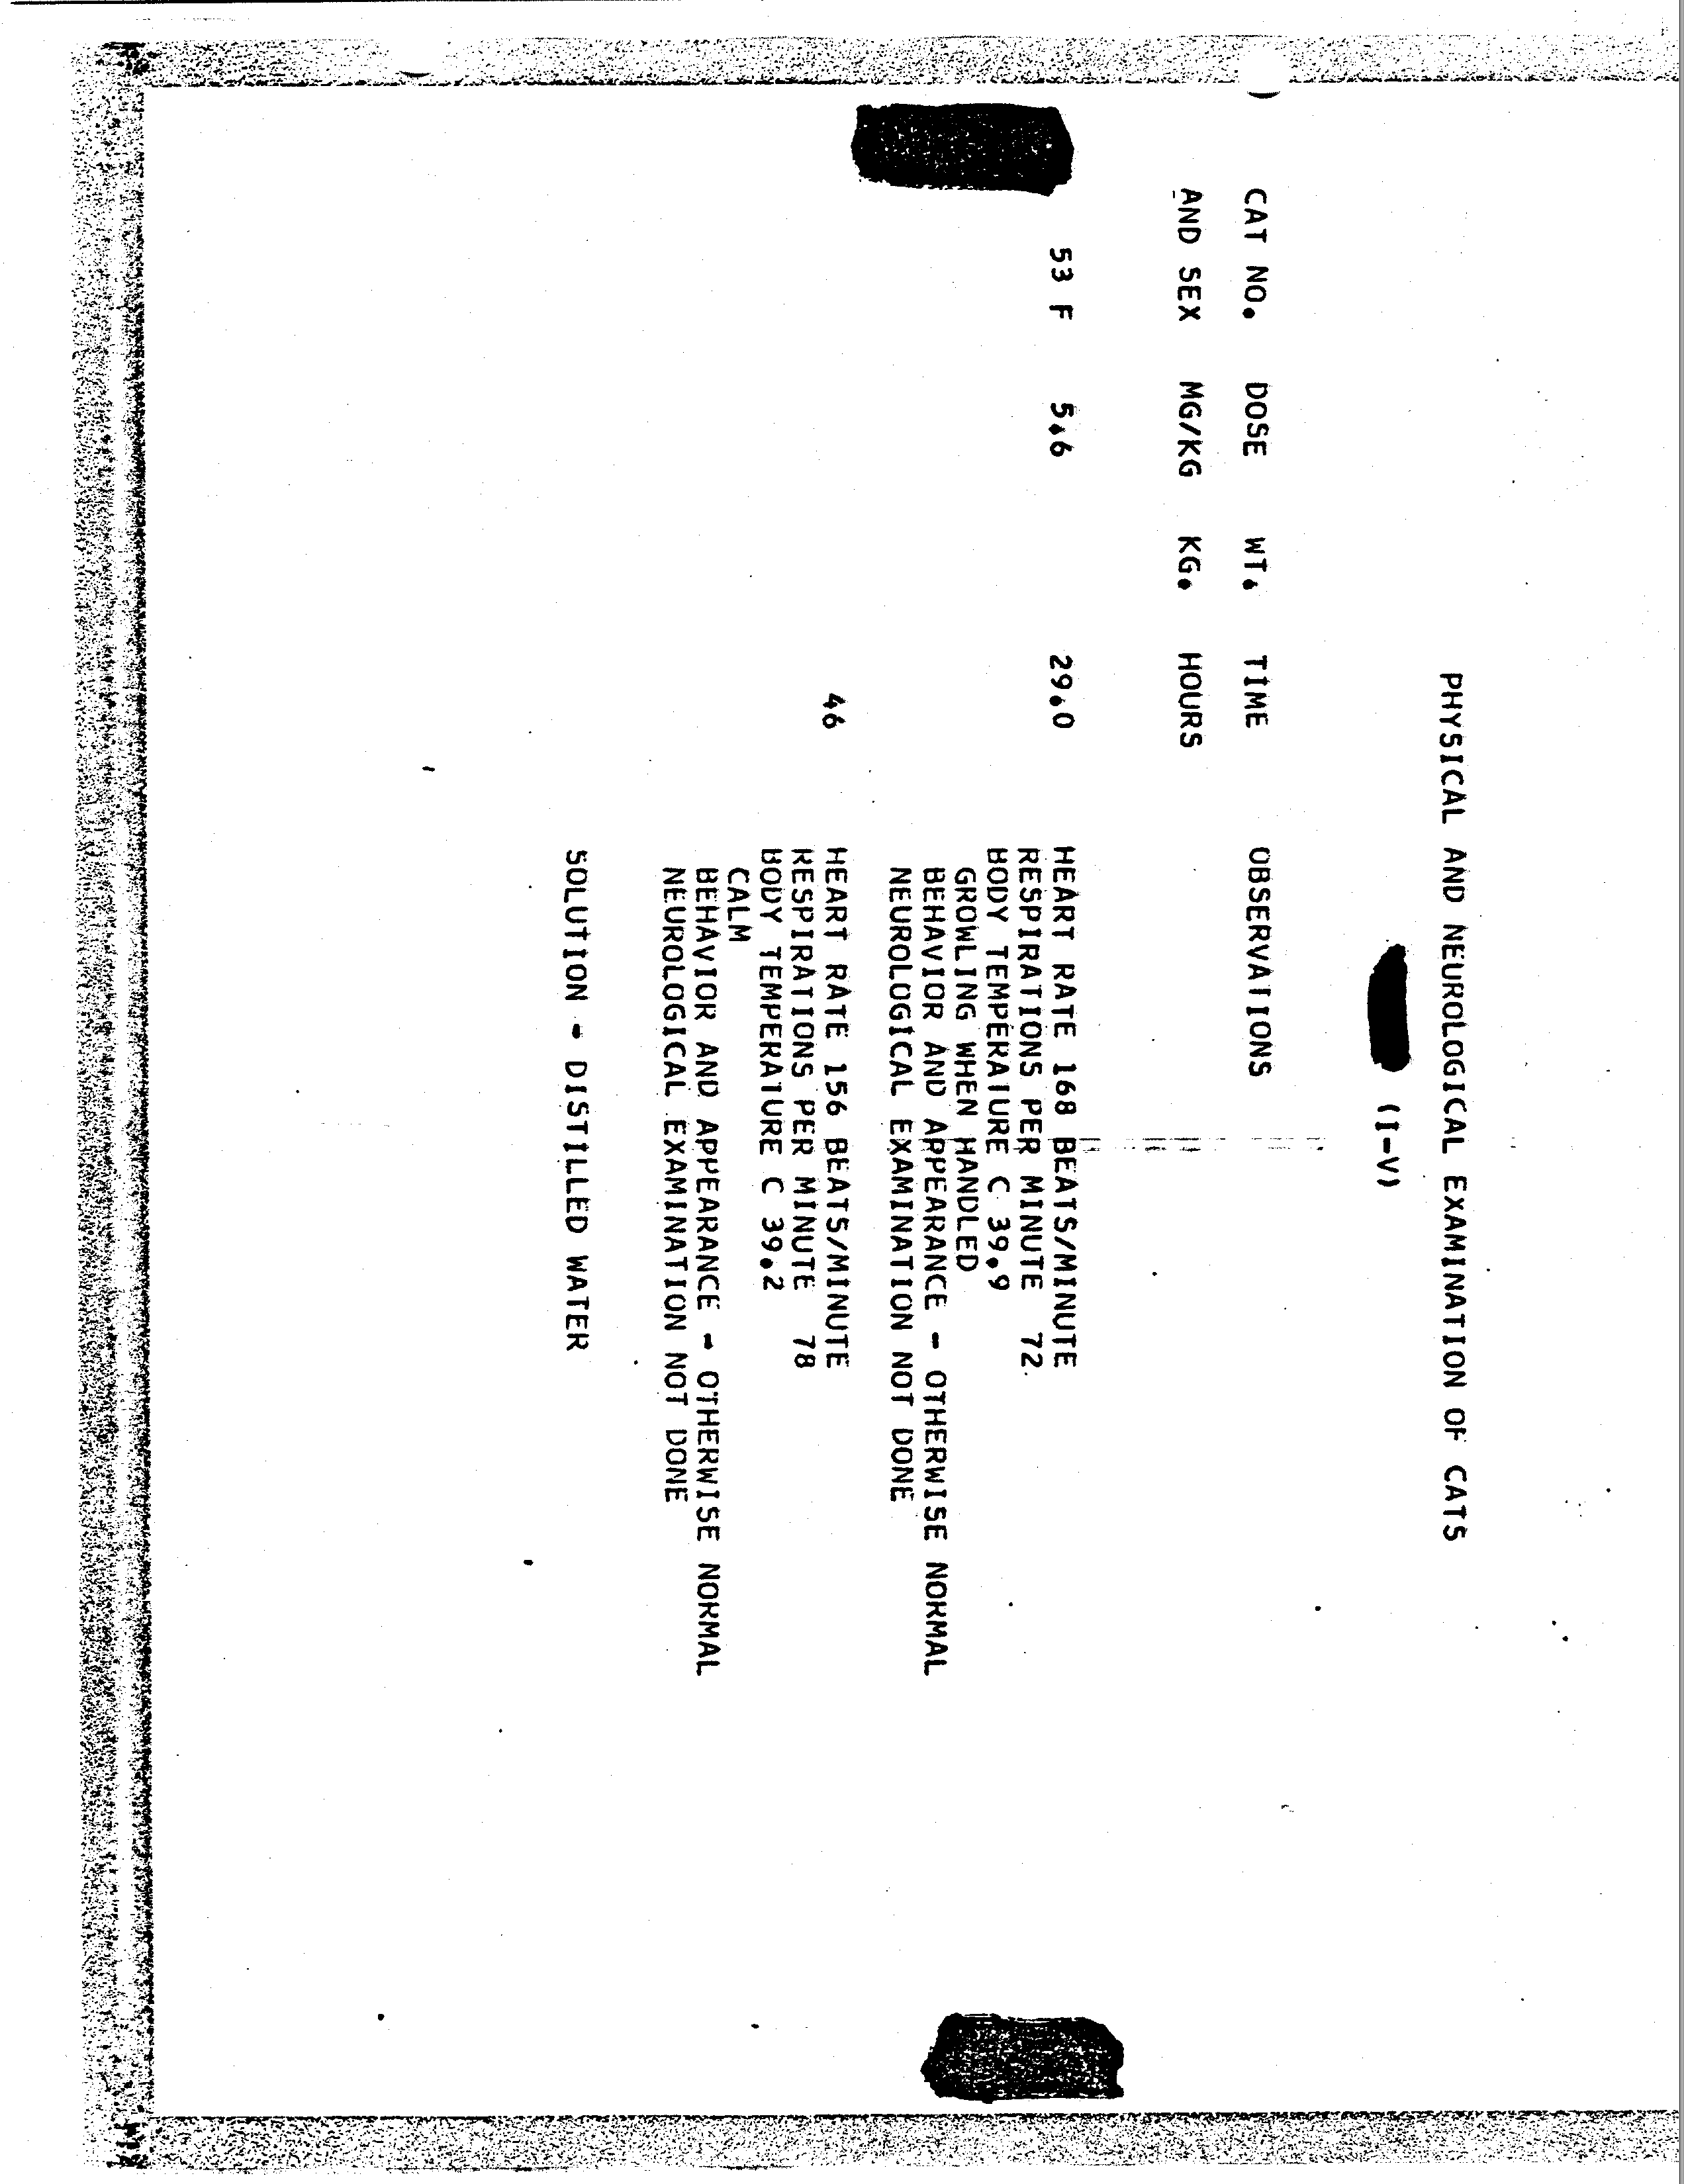 PHYSICAL AND NEUROLOGICAL EXAMINATION OF CATS
(I-V)
CAT NO. DOSE WT. TIME OBSERVATIONS
AND SEX MG/KG KG. HOURS
53 F 5.6 29.0 HEART RATE 168 BEATS/MINUTE
RESPIRATIONS PER MINUTE 72
BODY TEMPERATURE C 39.9
GROWLING WHEN HANDLED
BEHAVIOR AND APPEARANCE - OTHERWISE NORMAL
NEUROLOGICAL EXAMINATION NOT DONE
46 HEART RATE 156 BEATS/MINUTE
RESPIRATIONS PER MINUTE 78
BODY TEMPERATURE C 39.2
CALM
BEHAVIOR AND APPEARANCE - OTHERWISE NORMAL
NEUROLOGICAL EXAMINATION NOT DONE
SOLUTION - DISTILLED WATER